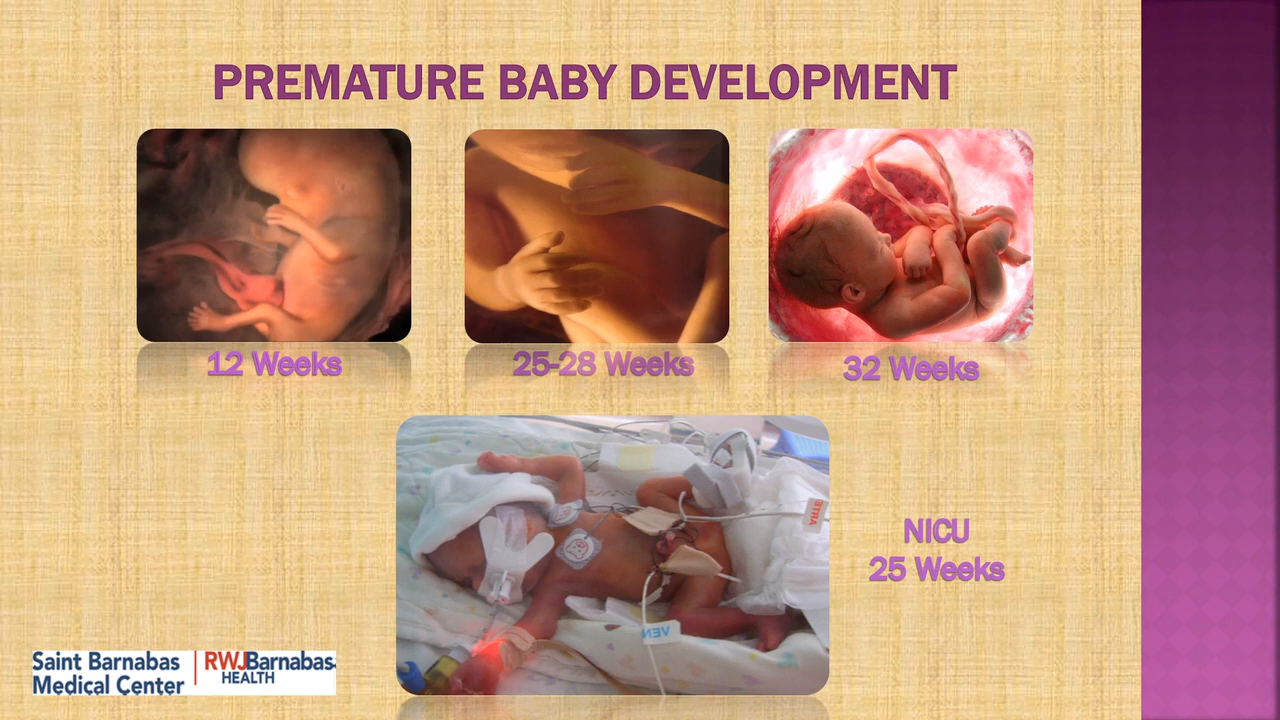 PREMATURE BABY DEVELOPMENT
12 Weeks
25-28 Weeks
32 Weeks
NICU
25 Weeks
VEN
Saint Barnabas
Medical Center
RWJBarnabas
HEALTH